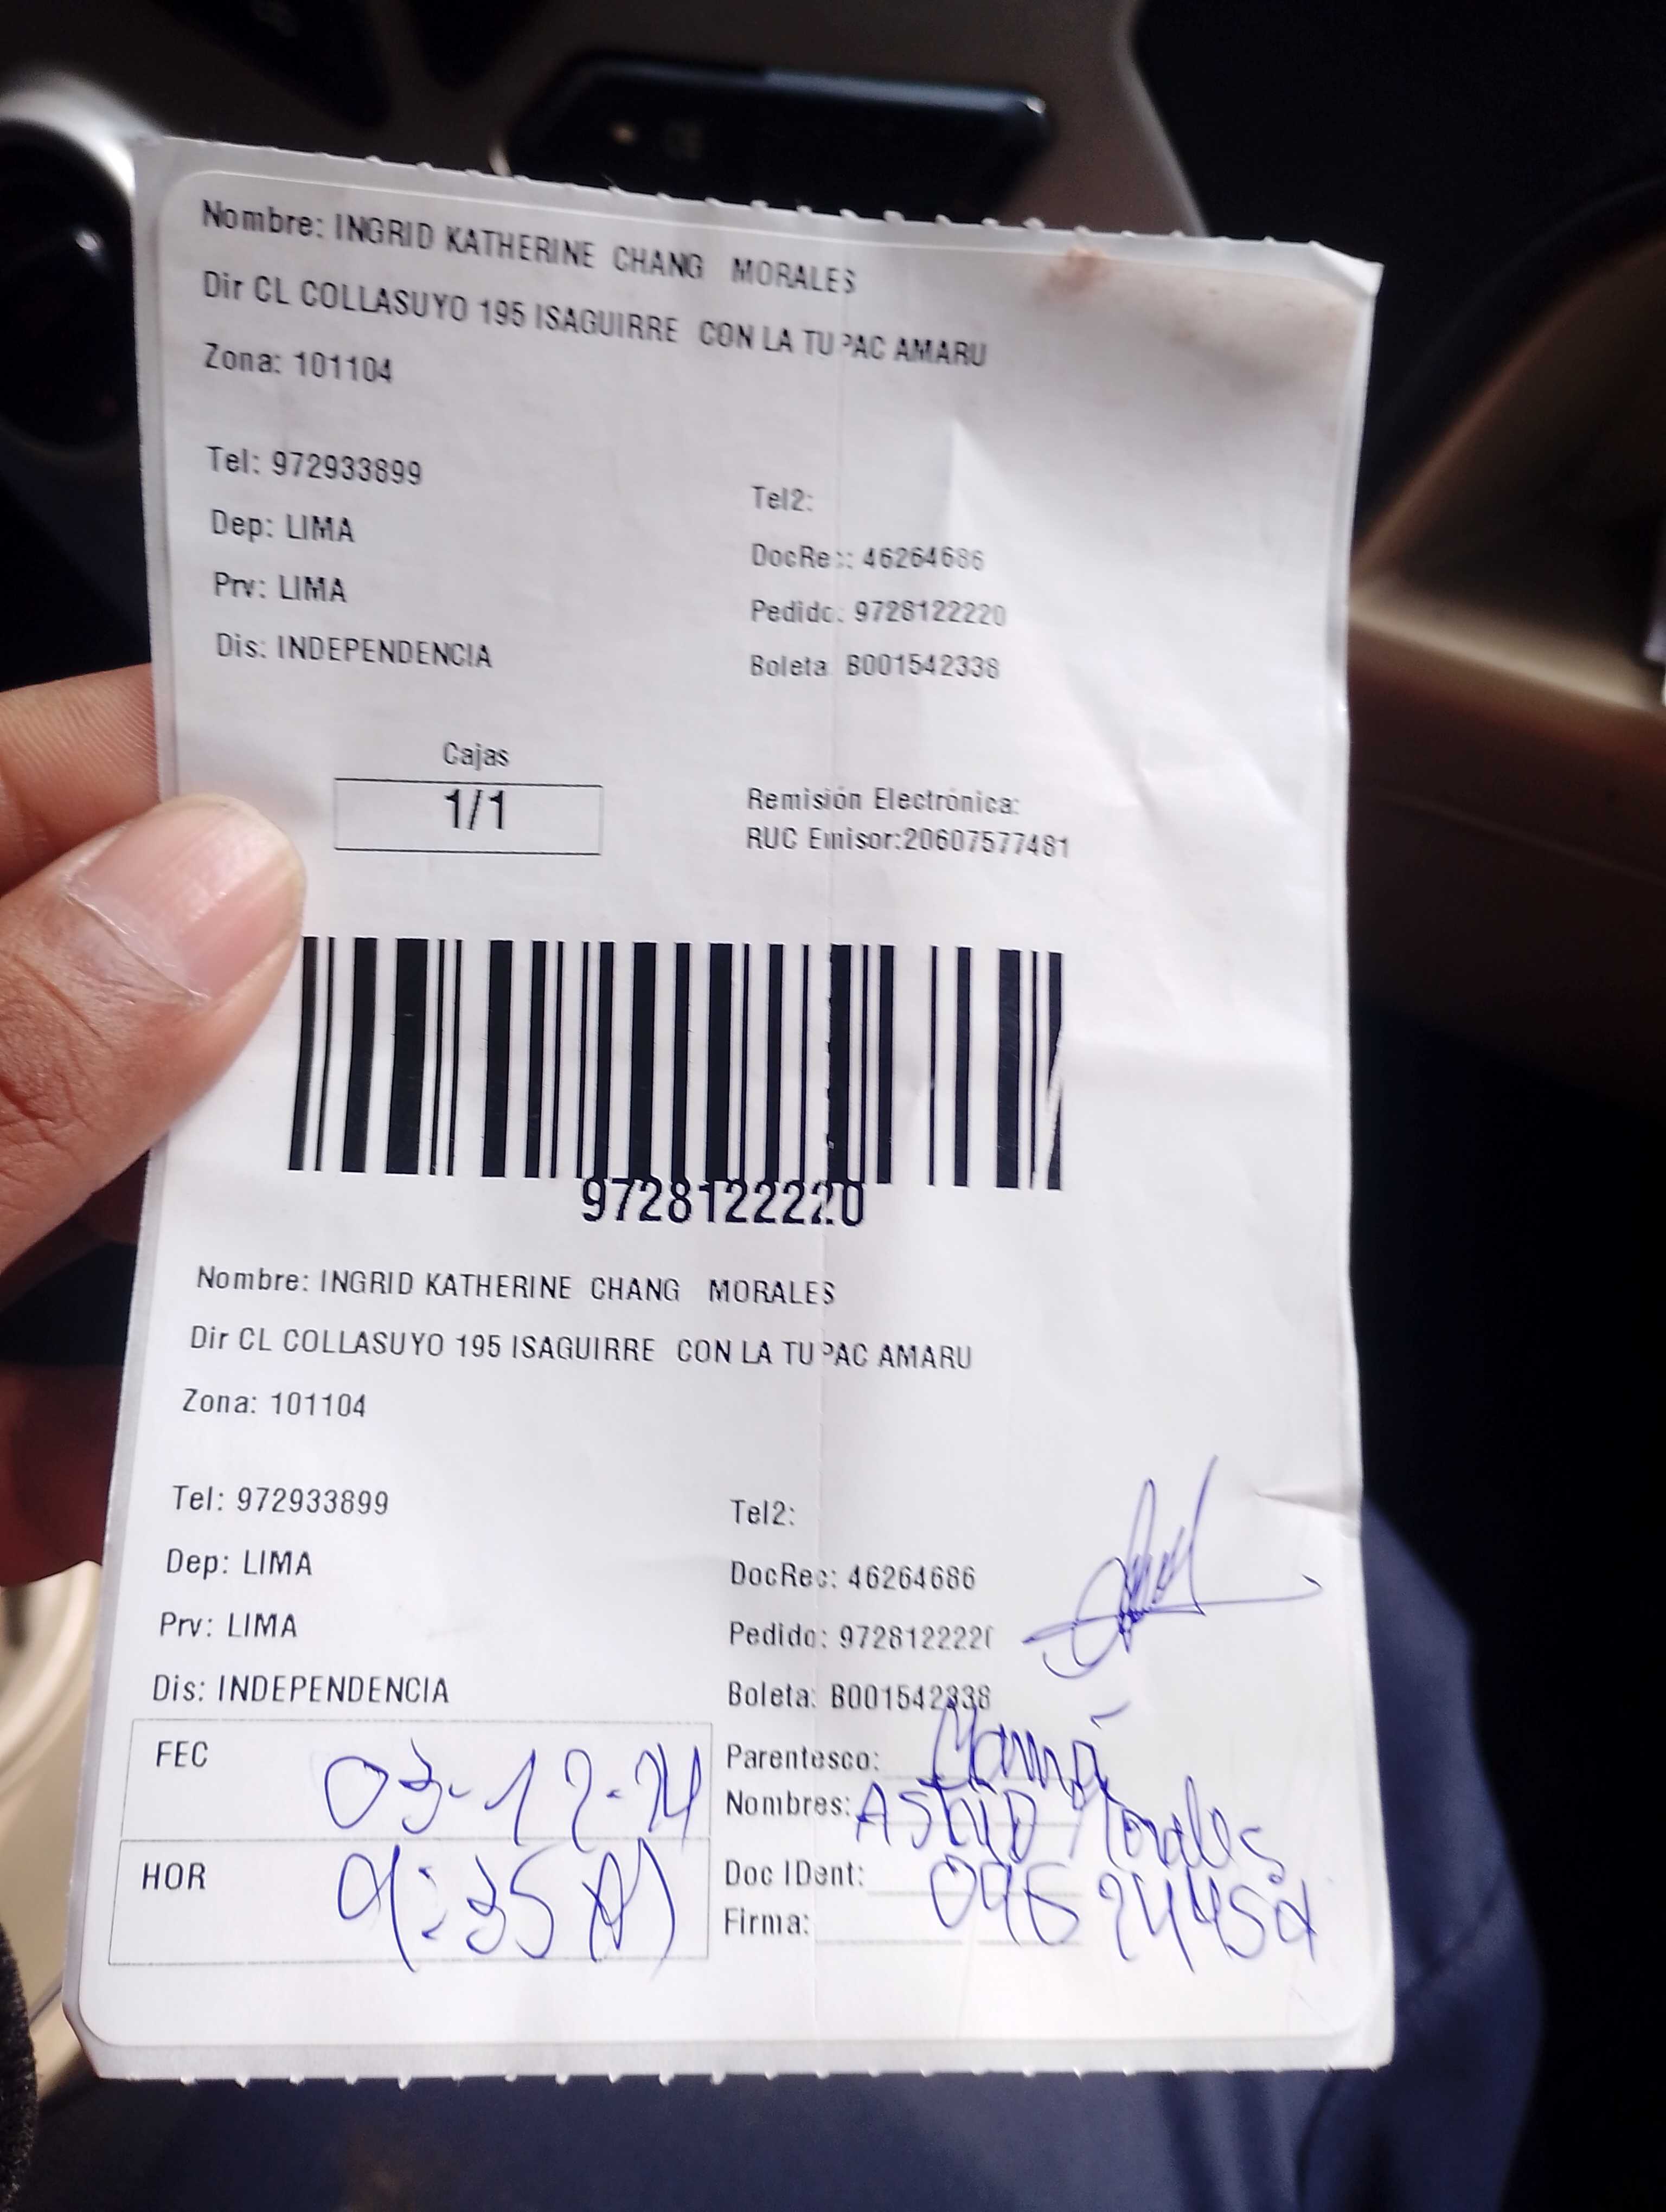 Nombre: INGRID KATHERINE CHANG MORALES
Dir CL COLLASUYO 195 ISAGUIRRE CON LA TUPAC AMARU
Zona: 101104
Tel: 972933899
Tel2:
Dep: LIMA
DocRec: 46264686
Prv: LIMA
Pedido: 9728122220
Dis: INDEPENDENCIA
Boleta B001542338
Cajas
1/1
Remisión Electrónica:
RUC Emisor:20607577481
9728122220
Nombre: INGRID KATHERINE CHANG MORALES
Dir CL COLLASUYO 195 ISAGUIRRE CON LA TUPAC AMARU
Zona: 101104
Tel: 972933899
Tel2:
Dep: LIMA
DocRec: 46264686
Prv: LIMA
Pedido: 9728122220
Dis: INDEPENDENCIA
Boleta: B001542338
FEC 03-12-24
Parentesco: Mamá
Nombres: Astrid Morales
HOR 9:35
Doc IDent:
Firma: